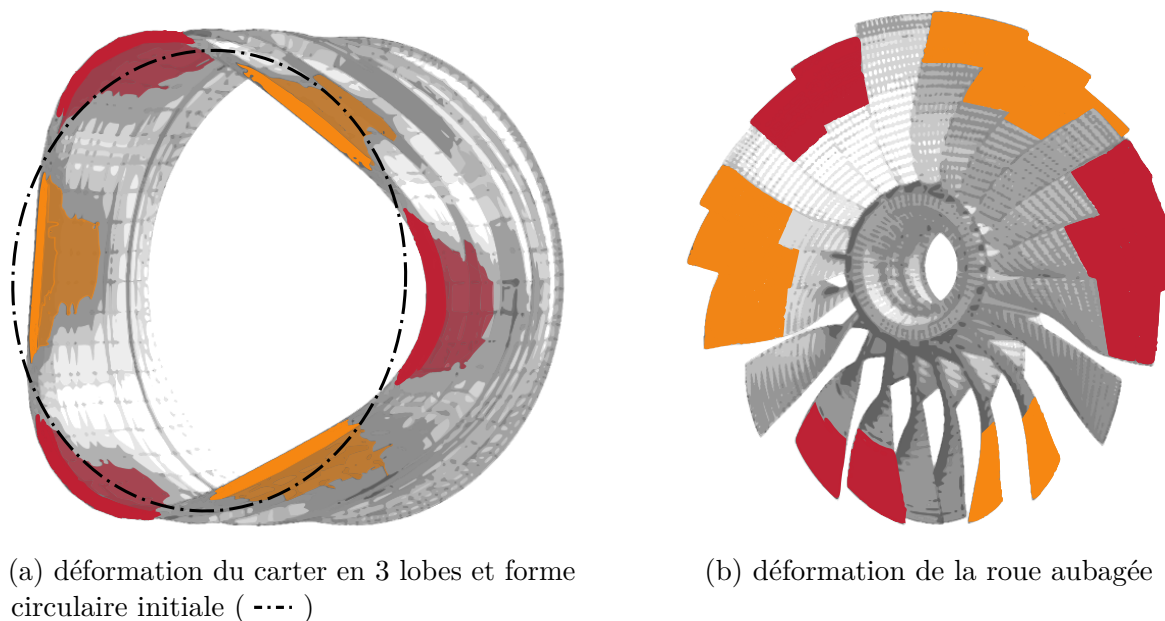 (a) déformation du carter en 3 lobes et forme
circulaire initiale ( )
(b) déformation de la roue aubagée